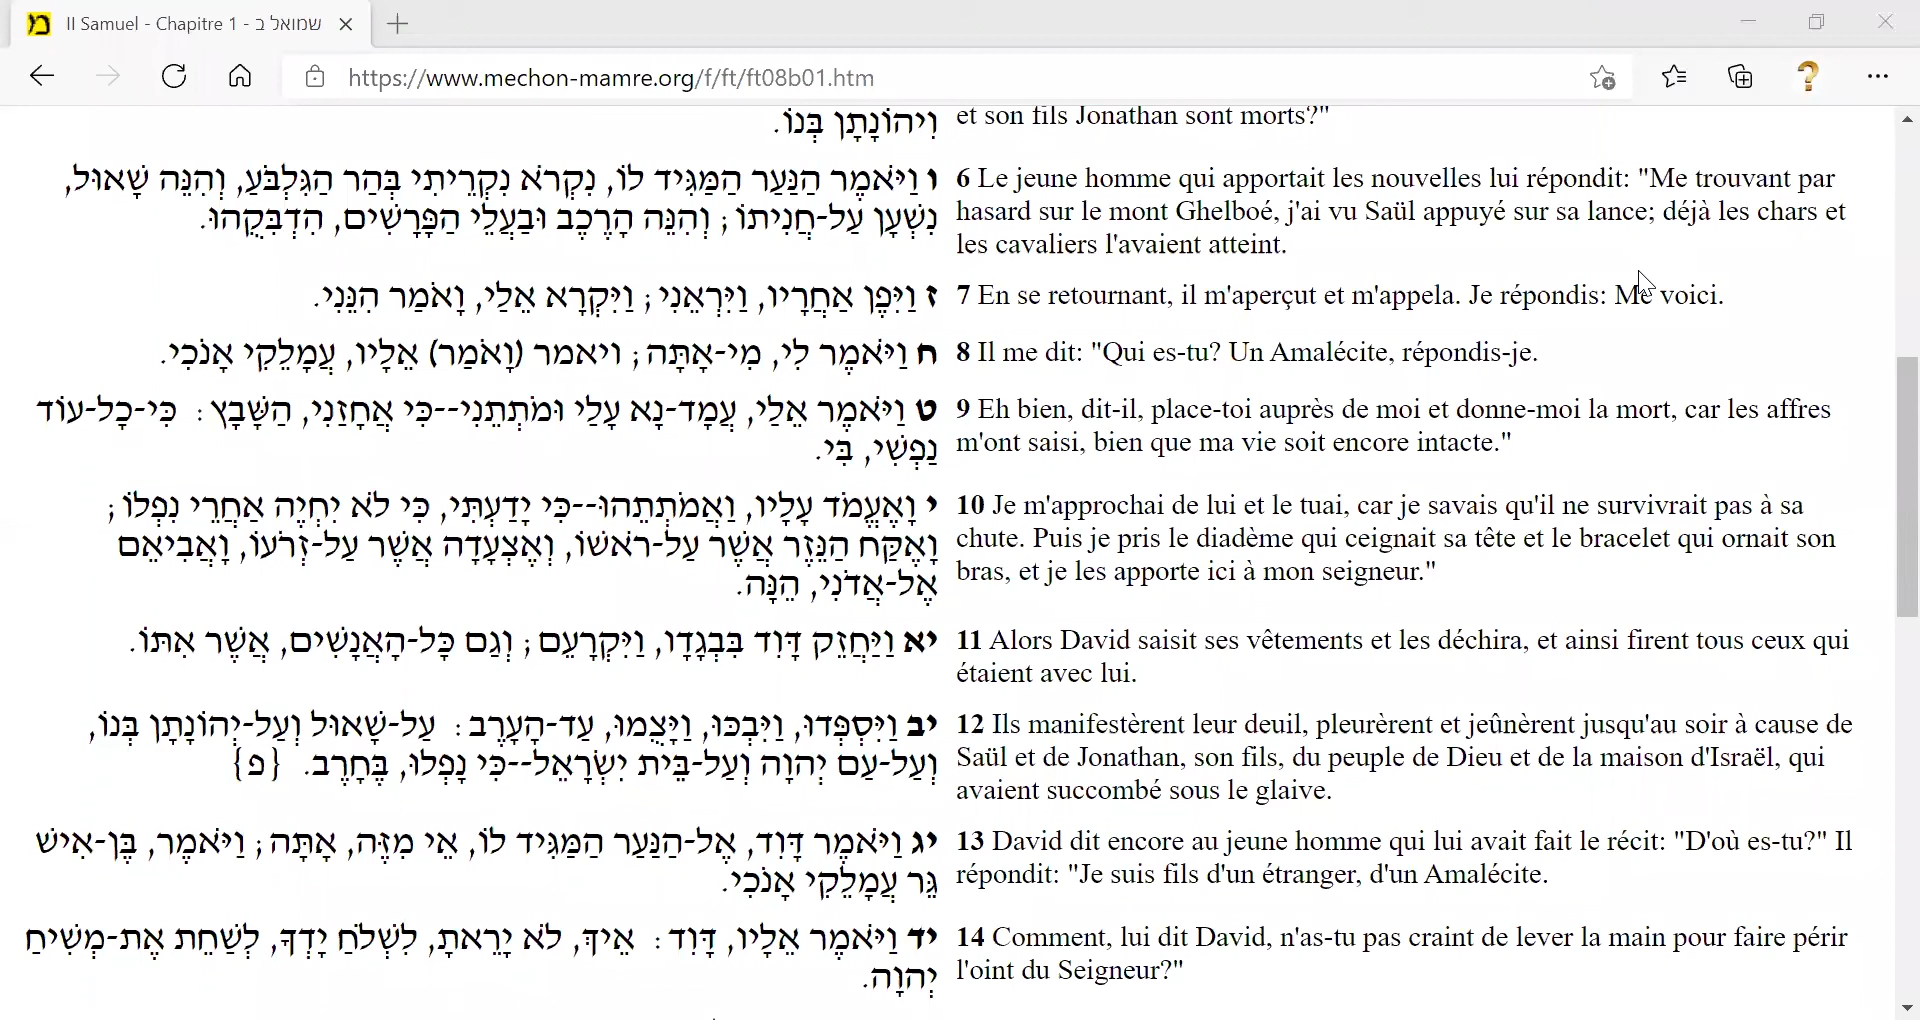 II Samuel - Chapitre 1 - שמואל ב
https://www.mechon-mamre.org/f/ft/ft08b01.htm
וִיהוֹנָתָן בְּנוֹ.
et son fils Jonathan sont morts?"
ו וַיֹּאמֶר הַנַּעַר הַמַּגִּיד לוֹ, נִקְרֹא נִקְרֵיתִי בְּהַר הַגִּלְבֹּעַ, וְהִנֵּה שָׁאוּל,
נִשְׁעָן עַל-חֲנִיתוֹ; וְהִנֵּה הָרֶכֶב וּבַעֲלֵי הַפָּרָשִׁים, הִדְבִּקֻהוּ.
6 Le jeune homme qui apportait les nouvelles lui répondit: "Me trouvant par
hasard sur le mont Ghelboé, j'ai vu Saül appuyé sur sa lance; déjà les chars et
les cavaliers l'avaient atteint.
ז וַיִּפֶן אַחֲרָיו, וַיִּרְאֵנִי; וַיִּקְרָא אֵלַי, וָאֹמַר הִנֵּנִי.
7 En se retournant, il m'aperçut et m'appela. Je répondis: Me voici.
ח וַיֹּאמֶר לִי, מִי-אָתָּה; ויאמר (וָאֹמַר) אֵלָיו, עֲמָלֵקִי אָנֹכִי.
8 Il me dit: "Qui es-tu? Un Amalécite, répondis-je.
ט וַיֹּאמֶר אֵלַי, עֲמָד-נָא עָלַי וּמֹתְתֵנִי--כִּי אֲחָזַנִי, הַשָּׁבָץ: כִּי-כָל-עוֹד
נַפְשִׁי, בִּי.
9 Eh bien, dit-il, place-toi auprès de moi et donne-moi la mort, car les affres
m'ont saisi, bien que ma vie soit encore intacte."
י וָאֶעֱמֹד עָלָיו, וַאֲמֹתְתֵהוּ--כִּי יָדַעְתִּי, כִּי לֹא יִחְיֶה אַחֲרֵי נִפְלוֹ;
וָאֶקַּח הַנֵּזֶר אֲשֶׁר עַל-רֹאשׁוֹ, וְאֶצְעָדָה אֲשֶׁר עַל-זְרֹעוֹ, וָאֲבִיאֵם
אֶל-אֲדֹנִי, הֵנָּה.
10 Je m'approchai de lui et le tuai, car je savais qu'il ne survivrait pas à sa
chute. Puis je pris le diadème qui ceignait sa tête et le bracelet qui ornait son
bras, et je les apporte ici à mon seigneur."
יא וַיַּחֲזֵק דָּוִד בִּבְגָדָו, וַיִּקְרָעֵם; וְגַם כָּל-הָאֲנָשִׁים, אֲשֶׁר אִתּוֹ.
11 Alors David saisit ses vêtements et les déchira, et ainsi firent tous ceux qui
étaient avec lui.
יב וַיִּסְפְּדוּ, וַיִּבְכּוּ, וַיָּצֻמוּ, עַד-הָעָרֶב: עַל-שָׁאוּל וְעַל-יְהוֹנָתָן בְּנוֹ,
וְעַל-עַם יְהוָה וְעַל-בֵּית יִשְׂרָאֵל--כִּי נָפְלוּ, בֶּחָרֶב. {פ}
12 Ils manifestèrent leur deuil, pleurèrent et jeûnèrent jusqu'au soir à cause de
Saül et de Jonathan, son fils, du peuple de Dieu et de la maison d'Israël, qui
avaient succombé sous le glaive.
יג וַיֹּאמֶר דָּוִד, אֶל-הַנַּעַר הַמַּגִּיד לוֹ, אֵי מִזֶּה, אָתָּה; וַיֹּאמֶר, בֶּן-אִישׁ
גֵּר עֲמָלֵקִי אָנֹכִי.
13 David dit encore au jeune homme qui lui avait fait le récit: "D'où es-tu?" Il
répondit: "Je suis fils d'un étranger, d'un Amalécite.
יד וַיֹּאמֶר אֵלָיו, דָּוִד: אֵיךְ, לֹא יָרֵאתָ, לִשְׁלֹחַ יָדְךָ, לְשַׁחֵת אֶת-מְשִׁיחַ
יְהוָה.
14 Comment, lui dit David, n'as-tu pas craint de lever la main pour faire périr
l'oint du Seigneur?"